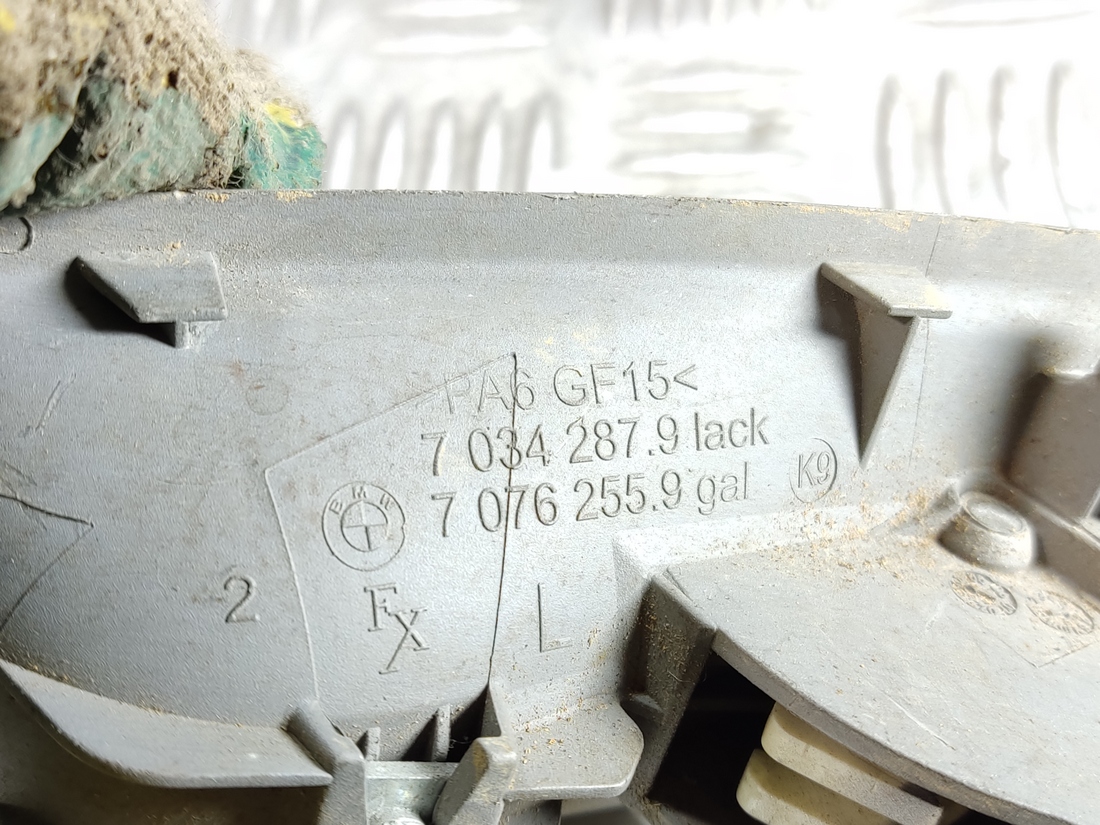 PA6 GF15<
7 034 287.9 lack
7 076 255.9 gal
K9
BMW
2
FX
L